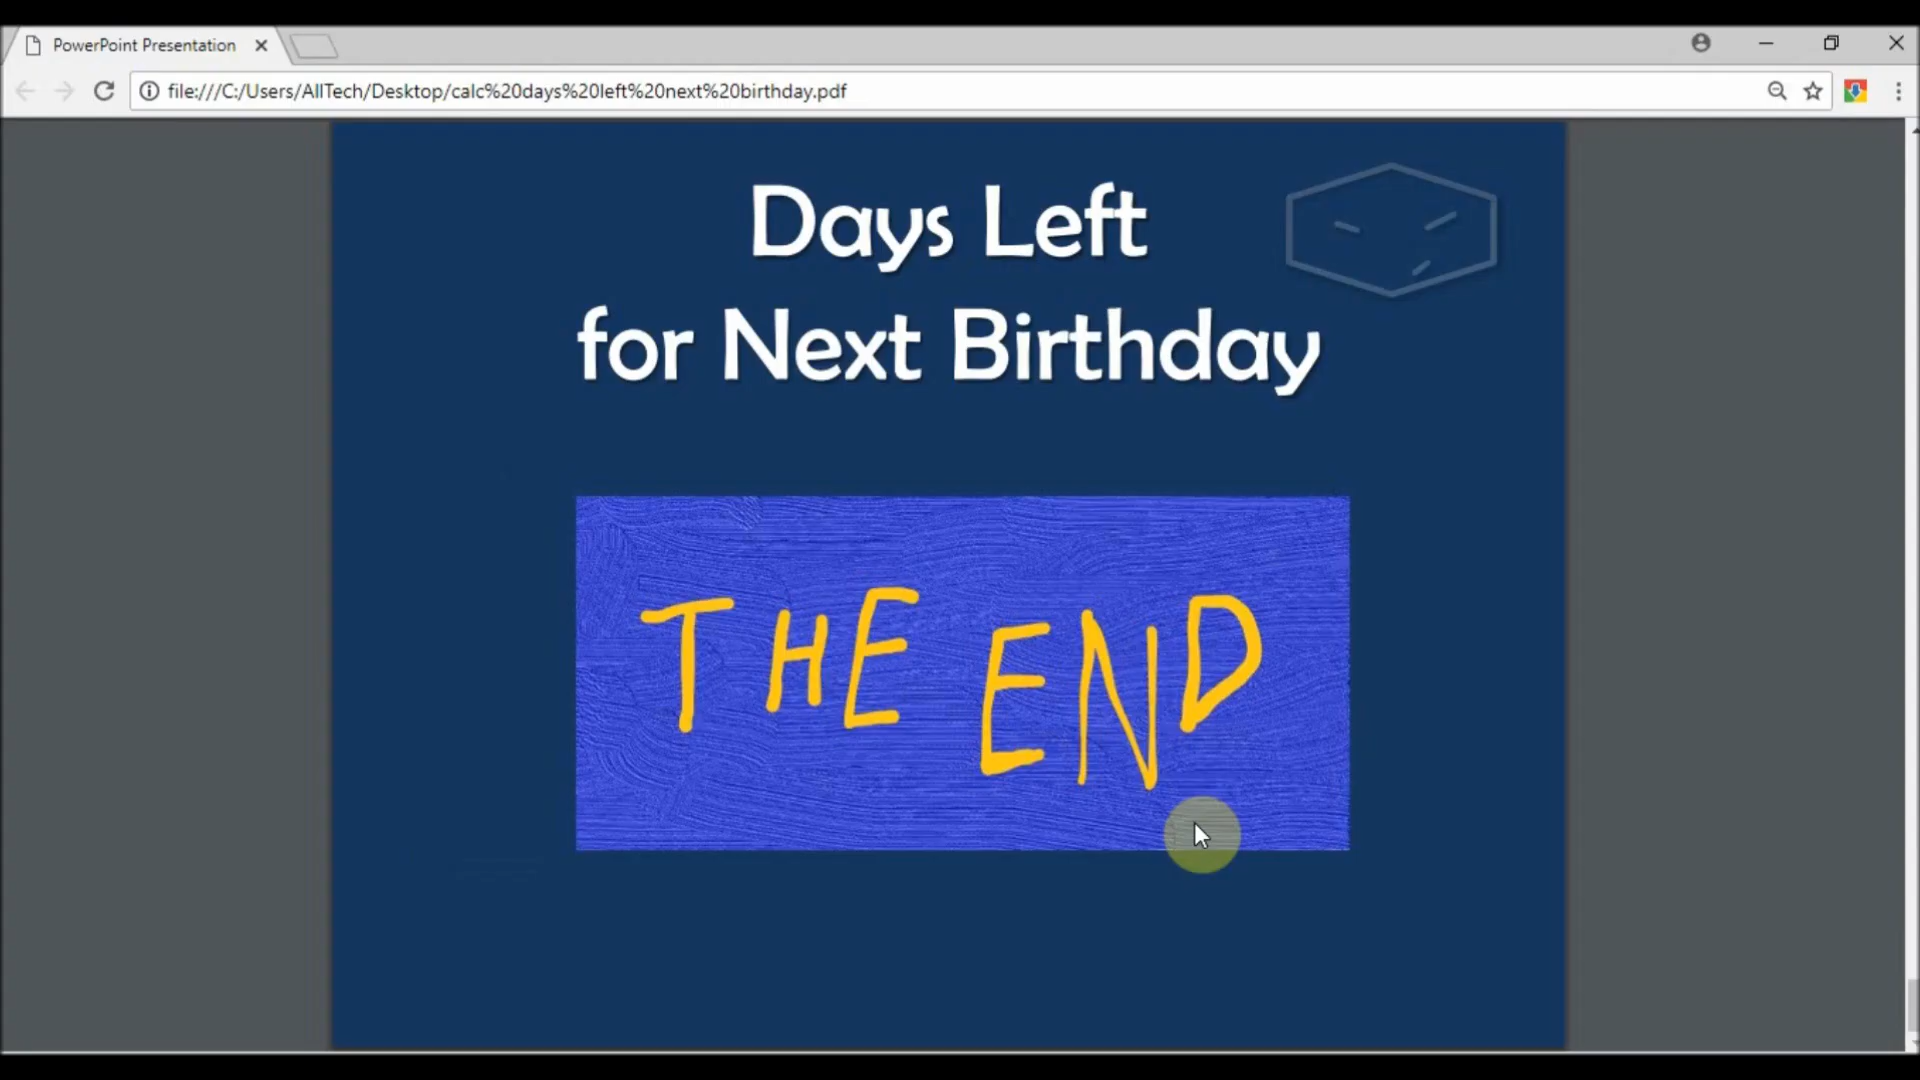 PowerPoint Presentation
file:///C:/Users/AllTech/Desktop/calc%20days%20left%20next%20birthday.pdf
Days Left
for Next Birthday
THE END